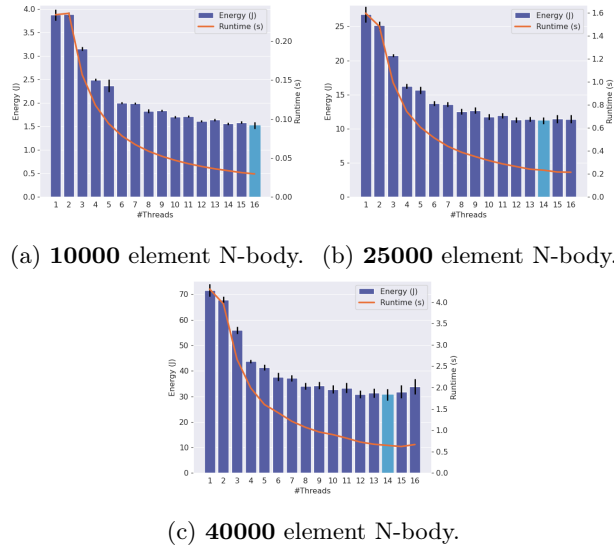 4.0
3.5
3.0
2.5
2.0
1.5
1.0
0.5
0.0
Energy (J)
Energy (J)
Runtime (s)
0.20
0.15
0.10
0.05
0.00
Runtime (s)
1 2 3 4 5 6 7 8 9 10 11 12 13 14 15 16
#Threads
25
20
15
10
5
0
Energy (J)
Energy (J)
Runtime (s)
1.6
1.4
1.2
1.0
0.8
0.6
0.4
0.2
0.0
Runtime (s)
1 2 3 4 5 6 7 8 9 10 11 12 13 14 15 16
#Threads
(a) 10000 element N-body.
(b) 25000 element N-body.
70
60
50
40
30
20
10
0
Energy (J)
Energy (J)
Runtime (s)
4.0
3.5
3.0
2.5
2.0
1.5
1.0
0.5
0.0
Runtime (s)
1 2 3 4 5 6 7 8 9 10 11 12 13 14 15 16
#Threads
(c) 40000 element N-body.